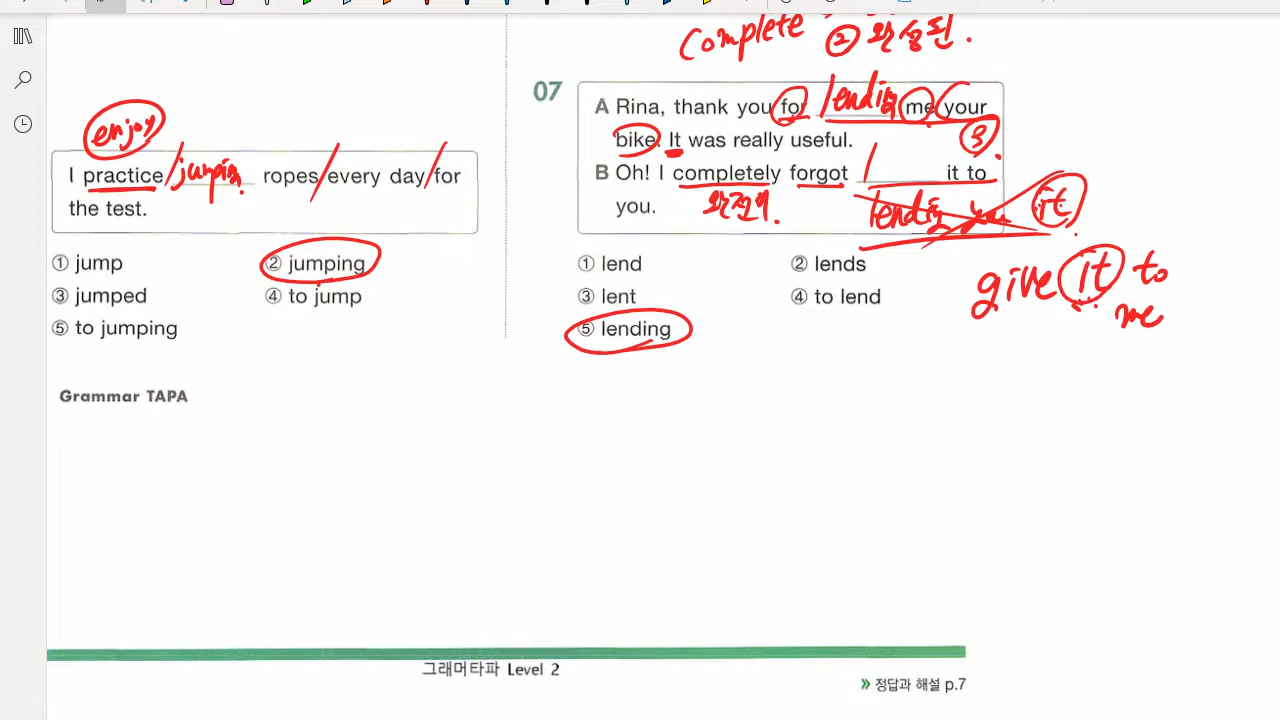 complete ② 완성된.
enjoy
I practice / jumping ropes / every day / for
the test.
① jump
② jumping
③ jumped
④ to jump
⑤ to jumping
07
A Rina, thank you for lending me your
bike. It was really useful.
③
B Oh! I completely forgot it to
you.
완전히.
lending you it
give it to
me
① lend
② lends
③ lent
④ to lend
⑤ lending
Grammar TAPA
그래머타파 Level 2
» 정답과 해설 p.7